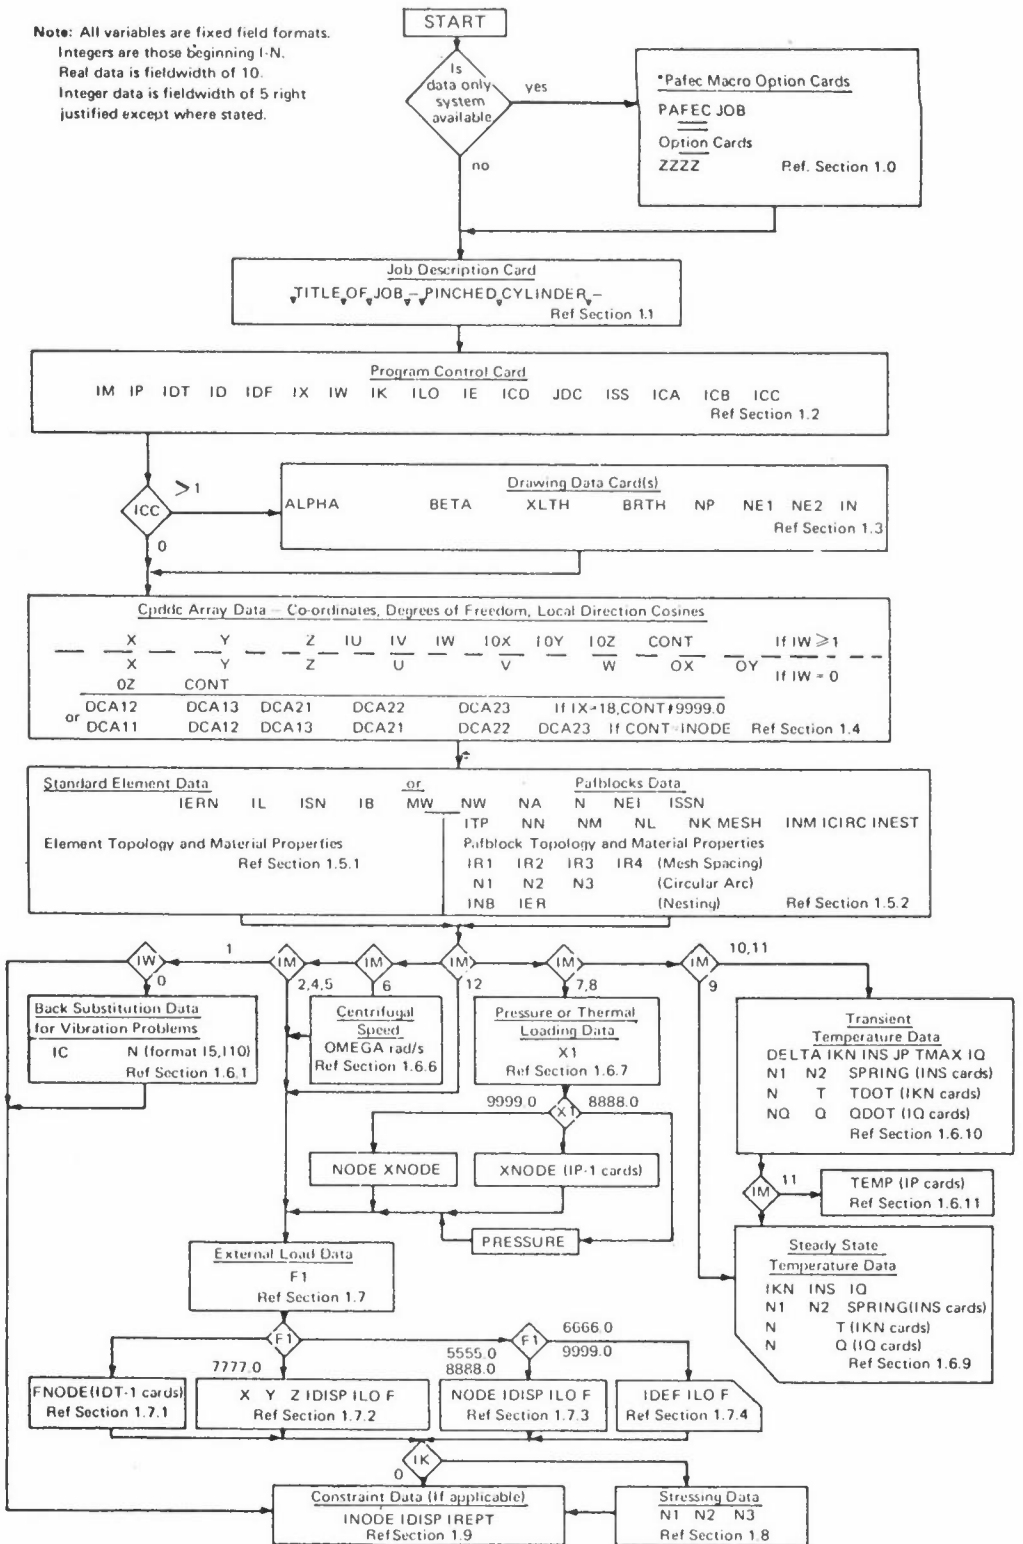 START
Note: All variables are fixed field formats.
Integers are those beginning I-N.
Real data is fieldwidth of 10.
Integer data is fieldwidth of 5 right
justified except where stated.
Is
data only
system
available
yes
no
*Pafec Macro Option Cards
PAFEC JOB
Option Cards
ZZZZ Ref. Section 1.0
Job Description Card
TITLE OF JOB - PINCHED CYLINDER -
Ref Section 1.1
Program Control Card
IM IP IDT ID IDF IX IW IK ILO IE ICD JDC ISS ICA ICB ICC
Ref Section 1.2
ICC
>1
0
Drawing Data Card(s)
ALPHA BETA XLTH BRTH NP NE1 NE2 IN
Ref Section 1.3
Cpddc Array Data - Co-ordinates, Degrees of Freedom, Local Direction Cosines
X Y Z IU IV IW IOX IOY IOZ CONT If IW ≥ 1
X Y Z U V W OX OY If IW = 0
OZ CONT
DCA12 DCA13 DCA21 DCA22 DCA23 If IX=18,CONT≠9999.0
or DCA11 DCA12 DCA13 DCA21 DCA22 DCA23 If CONT=INODE Ref Section 1.4
Standard Element Data or Pafblocks Data
IERN IL ISN IB MW NW NA N NEI ISSN
ITP NN NM NL NK MESH INM ICIRC INEST
Element Topology and Material Properties
Ref Section 1.5.1
Pafblock Topology and Material Properties
IR1 IR2 IR3 IR4 (Mesh Spacing)
N1 N2 N3 (Circular Arc)
INB IER (Nesting) Ref Section 1.5.2
IW 1 IM IM IM IM IM 10,11
0 2,4,5 6 12 7,8 9
Back Substitution Data
for Vibration Problems
IC N (format I5,I10)
Ref Section 1.6.1
Centrifugal
Speed
OMEGA rad/s
Ref Section 1.6.6
Pressure or Thermal
Loading Data
X1
Ref Section 1.6.7
9999.0 X1 8888.0
NODE XNODE
XNODE (IP-1 cards)
PRESSURE
Transient
Temperature Data
DELTA IKN INS JP TMAX IQ
N1 N2 SPRING (INS cards)
N T TDOT (IKN cards)
NQ Q QDOT (IQ cards)
Ref Section 1.6.10
IM 11
TEMP (IP cards)
Ref Section 1.6.11
Steady State
Temperature Data
IKN INS IQ
N1 N2 SPRING(INS cards)
N T (IKN cards)
N Q (IQ cards)
Ref Section 1.6.9
External Load Data
F1
Ref Section 1.7
F1 F1
7777.0
5555.0
8888.0
6666.0
9999.0
FNODE(IDT-1 cards)
Ref Section 1.7.1
X Y Z IDISP ILO F
Ref Section 1.7.2
NODE IDISP ILO F
Ref Section 1.7.3
IDEF ILO F
Ref Section 1.7.4
IK
0
Constraint Data (If applicable)
INODE IDISP IREPT
Ref Section 1.9
Stressing Data
N1 N2 N3
Ref Section 1.8